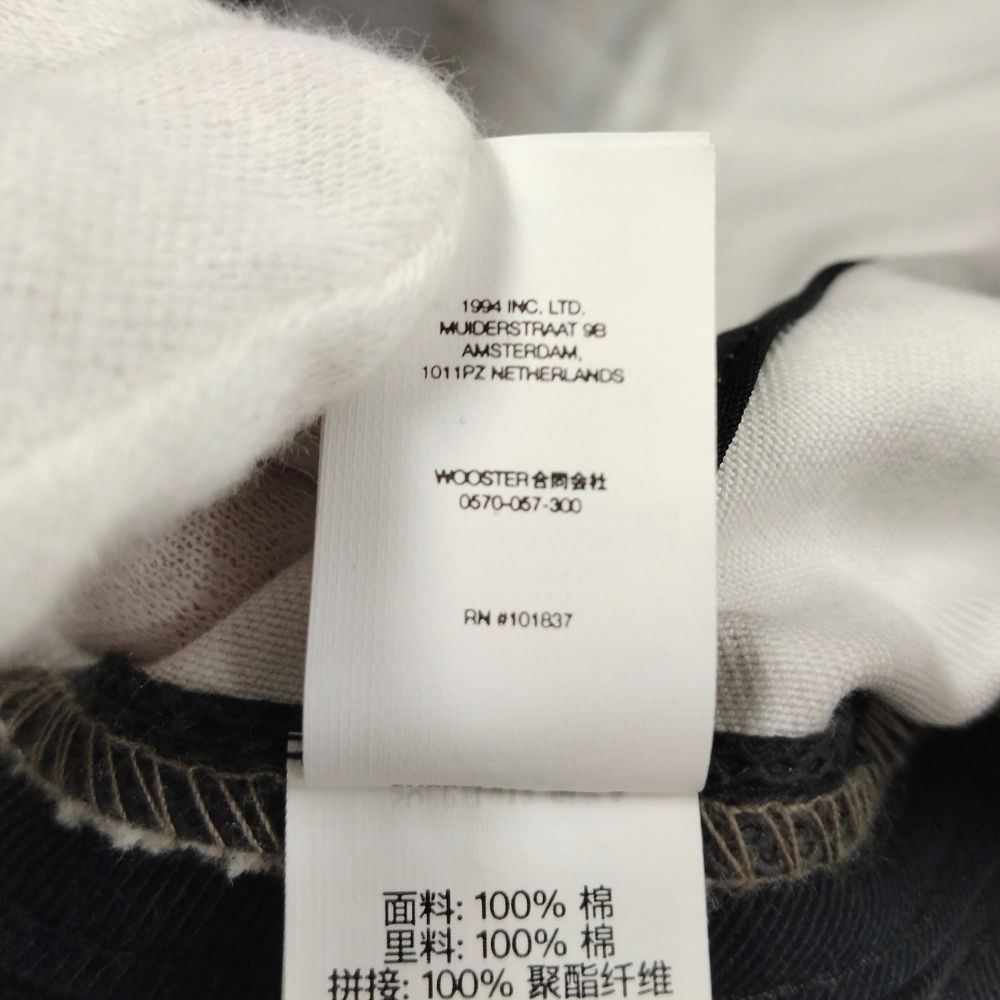 1994 INC. LTD.
MUIDERSTRAAT 9B
AMSTERDAM,
1011PZ NETHERLANDS
WOOSTER合同会社
0570-057-300
RN #101837
面料: 100% 棉
里料: 100% 棉
拼接: 100% 聚酯纤维